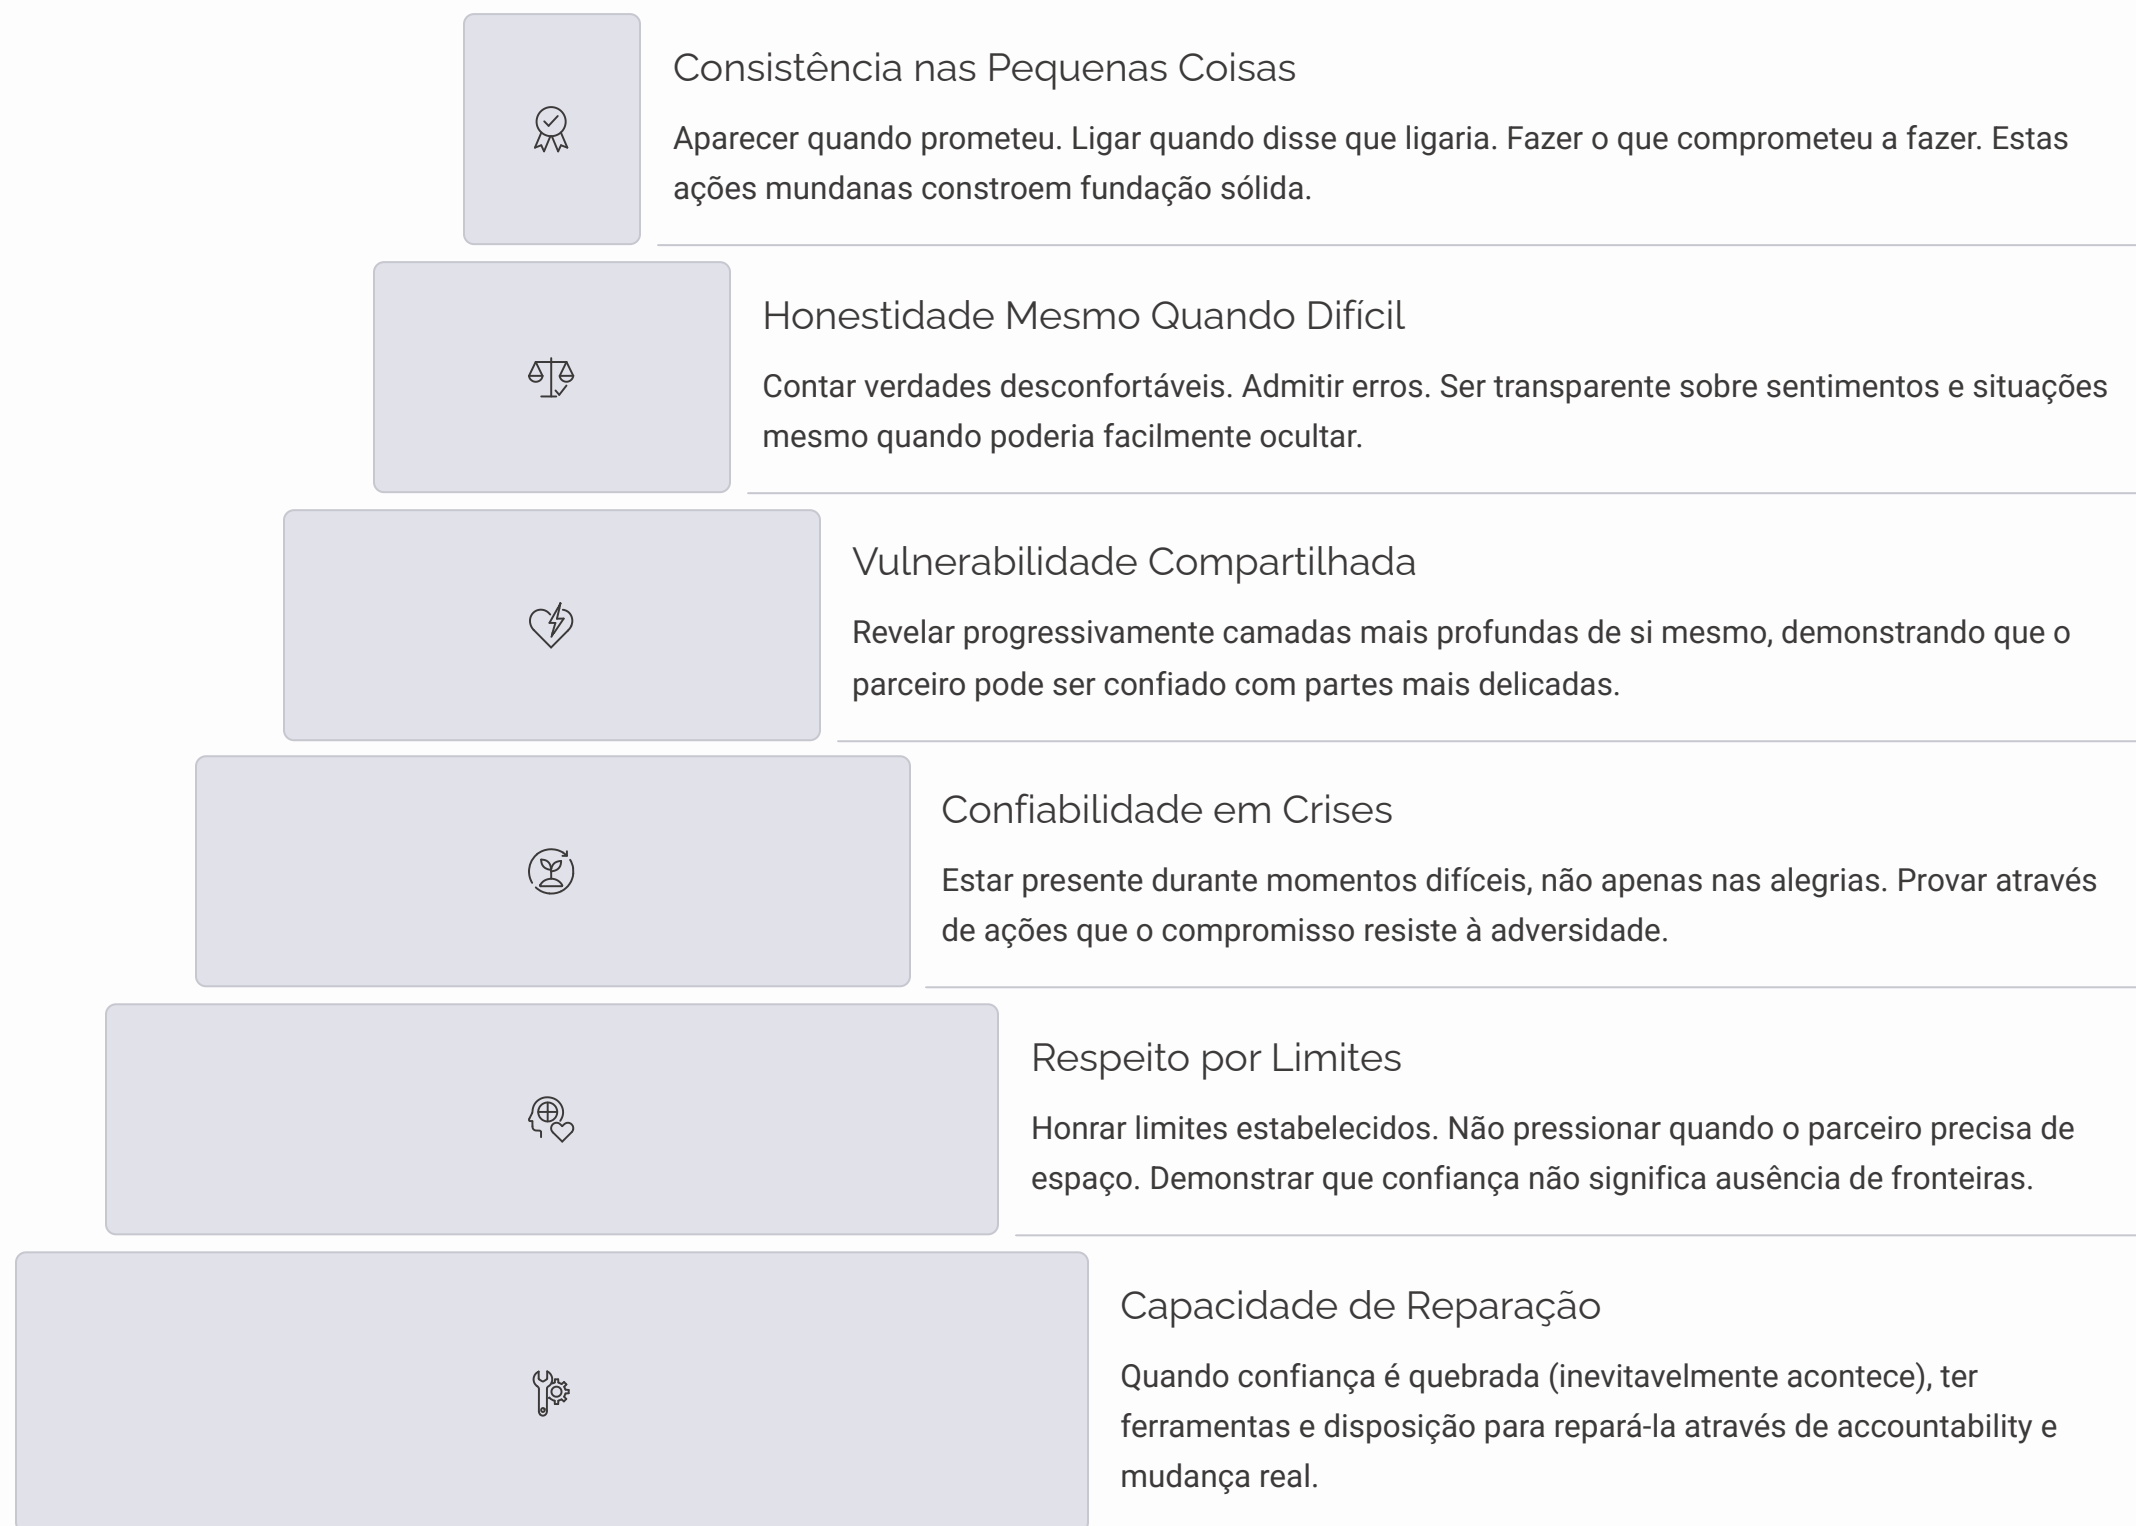 Consistência nas Pequenas Coisas
Aparecer quando prometeu. Ligar quando disse que ligaria. Fazer o que comprometeu a fazer. Estas
ações mundanas constroem fundação sólida.
Honestidade Mesmo Quando Difícil
Contar verdades desconfortáveis. Admitir erros. Ser transparente sobre sentimentos e situações
mesmo quando poderia facilmente ocultar.
Vulnerabilidade Compartilhada
Revelar progressivamente camadas mais profundas de si mesmo, demonstrando que o
parceiro pode ser confiado com partes mais delicadas.
Confiabilidade em Crises
Estar presente durante momentos difíceis, não apenas nas alegrias. Provar através
de ações que o compromisso resiste à adversidade.
Respeito por Limites
Honrar limites estabelecidos. Não pressionar quando o parceiro precisa de
espaço. Demonstrar que confiança não significa ausência de fronteiras.
Capacidade de Reparação
Quando confiança é quebrada (inevitavelmente acontece), ter
ferramentas e disposição para repará-la através de accountability e
mudança real.